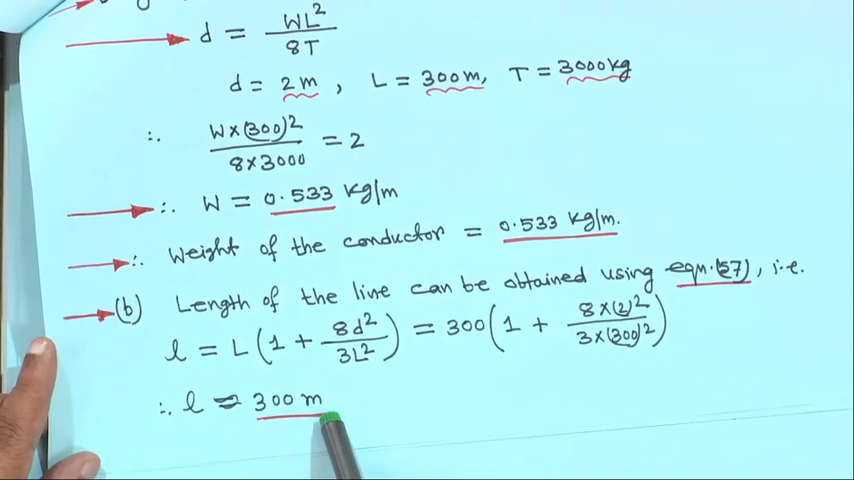 d = WL²/8T
d = 2m, L = 300m, T = 3000kg
∴ W×(300)²/8×3000 = 2
∴ W = 0.533 kg/m
∴ Weight of the conductor = 0.533 kg/m.
(b) Length of the line can be obtained using eqn.(57), i.e.
l = L(1 + 8d²/3L²) = 300(1 + 8×(2)²/3×(300)²)
∴ l ≃ 300 m